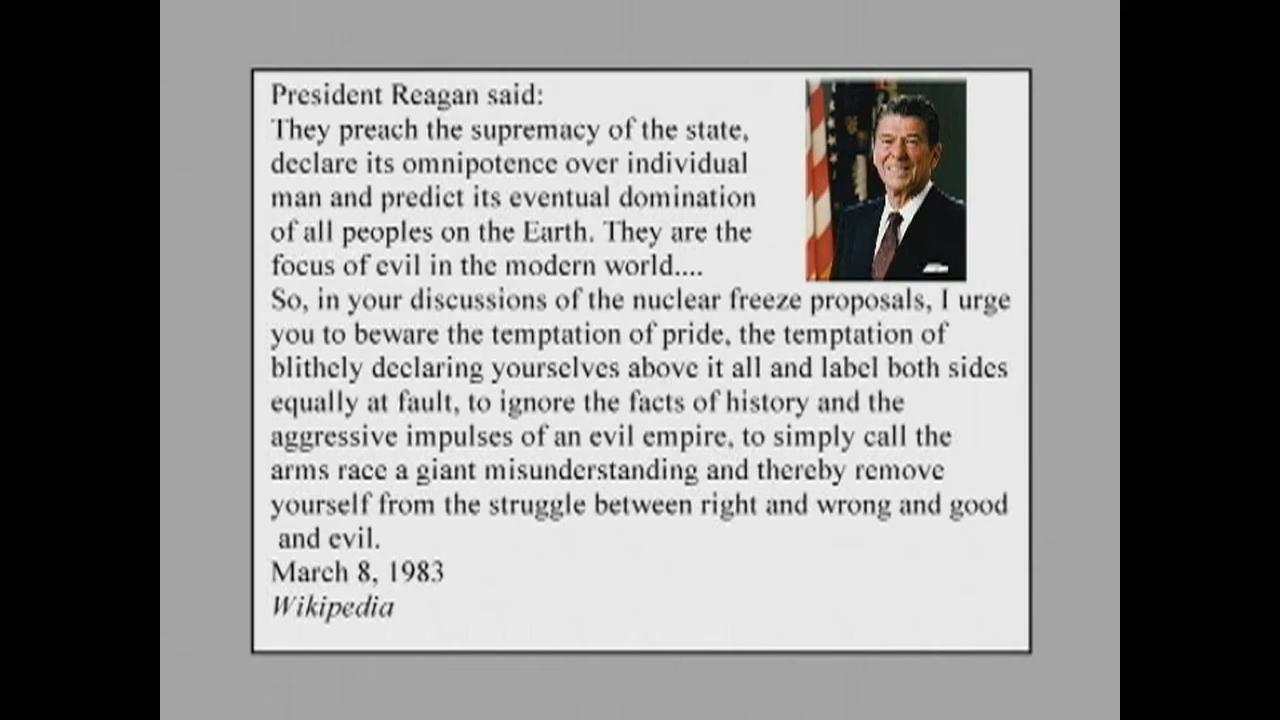 President Reagan said:
They preach the supremacy of the state,
declare its omnipotence over individual
man and predict its eventual domination
of all peoples on the Earth. They are the
focus of evil in the modern world....
So, in your discussions of the nuclear freeze proposals, I urge
you to beware the temptation of pride, the temptation of
blithely declaring yourselves above it all and label both sides
equally at fault, to ignore the facts of history and the
aggressive impulses of an evil empire, to simply call the
arms race a giant misunderstanding and thereby remove
yourself from the struggle between right and wrong and good
and evil.
March 8, 1983
Wikipedia